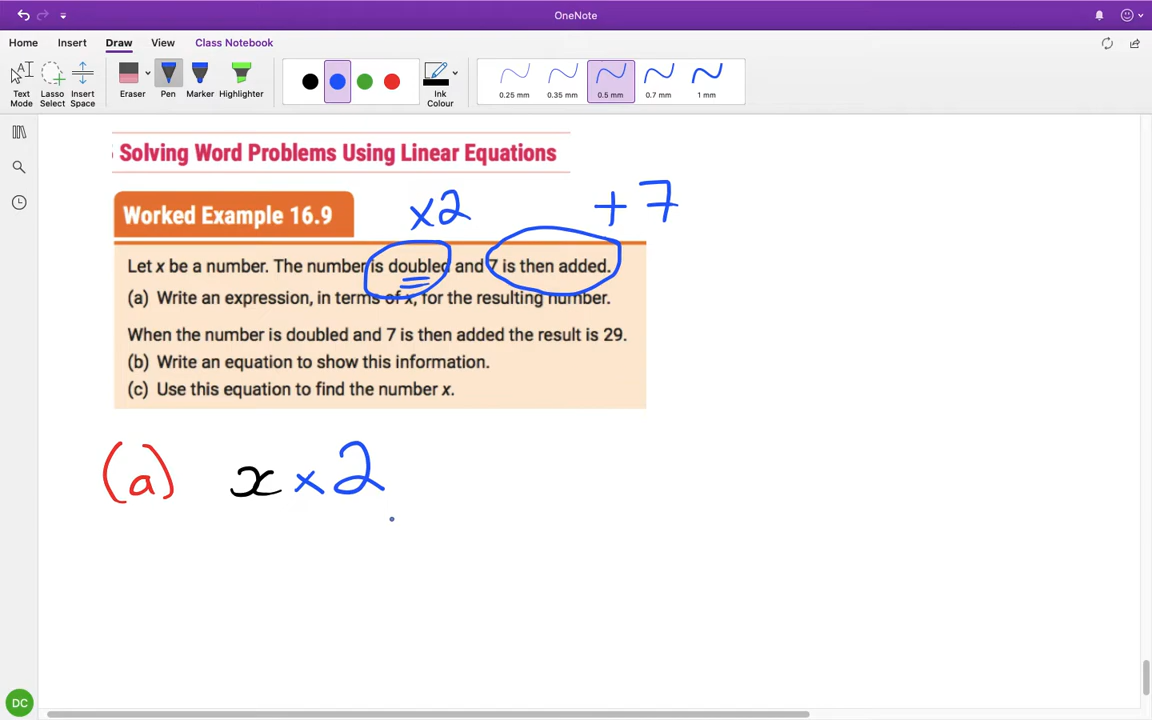 OneNote
Home Insert Draw View Class Notebook
Text Mode Lasso Select Insert Space Eraser Pen Marker Highlighter Ink Colour 0.25 mm 0.35 mm 0.5 mm 0.7 mm 1 mm
Solving Word Problems Using Linear Equations
Worked Example 16.9
×2 + 7
Let x be a number. The number is doubled and 7 is then added.
(a) Write an expression, in terms of x, for the resulting number.
When the number is doubled and 7 is then added the result is 29.
(b) Write an equation to show this information.
(c) Use this equation to find the number x.
(a) x × 2
DC